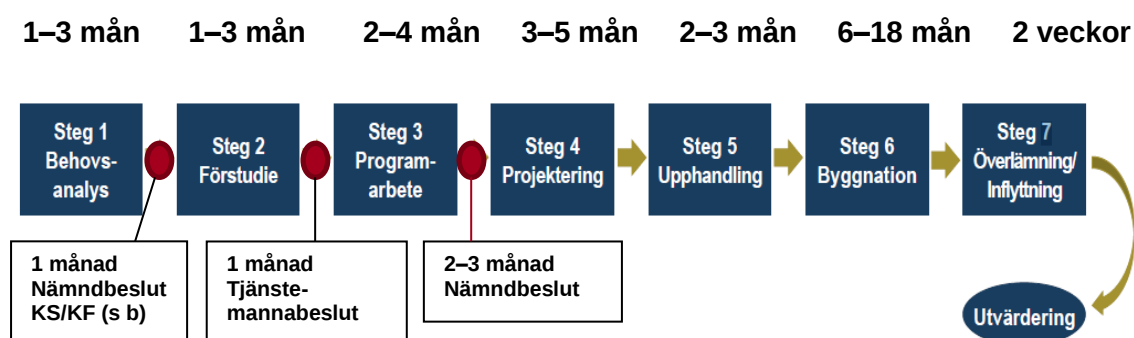 1–3 mån 1–3 mån 2–4 mån 3–5 mån 2–3 mån 6–18 mån 2 veckor
Steg 1
Behovs-
analys
Steg 2
Förstudie
Steg 3
Program-
arbete
Steg 4
Projektering
Steg 5
Upphandling
Steg 6
Byggnation
Steg 7
Överlämning/
Inflyttning
1 månad
Nämndbeslut
KS/KF (s b)
1 månad
Tjänste-
mannabeslut
2–3 månad
Nämndbeslut
Utvärdering